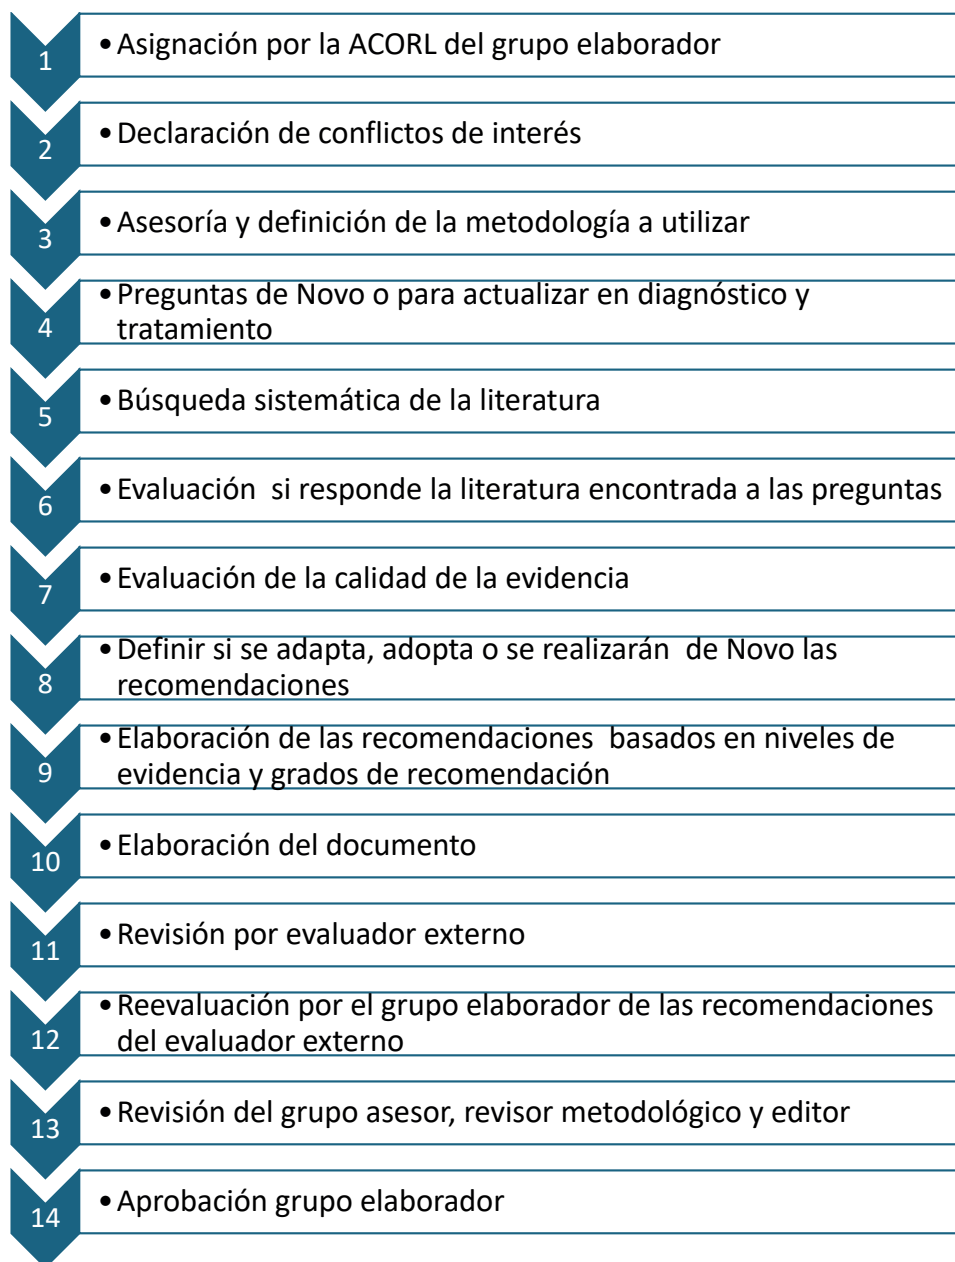 1
• Asignación por la ACORL del grupo elaborador
2
• Declaración de conflictos de interés
3
• Asesoría y definición de la metodología a utilizar
4
• Preguntas de Novo o para actualizar en diagnóstico y
tratamiento
5
• Búsqueda sistemática de la literatura
6
• Evaluación  si responde la literatura encontrada a las preguntas
7
• Evaluación de la calidad de la evidencia
8
• Definir si se adapta, adopta o se realizarán  de Novo las
recomendaciones
9
• Elaboración de las recomendaciones  basados en niveles de
evidencia y grados de recomendación
10
• Elaboración del documento
11
• Revisión por evaluador externo
12
• Reevaluación por el grupo elaborador de las recomendaciones
del evaluador externo
13
• Revisión del grupo asesor, revisor metodológico y editor
14
• Aprobación grupo elaborador